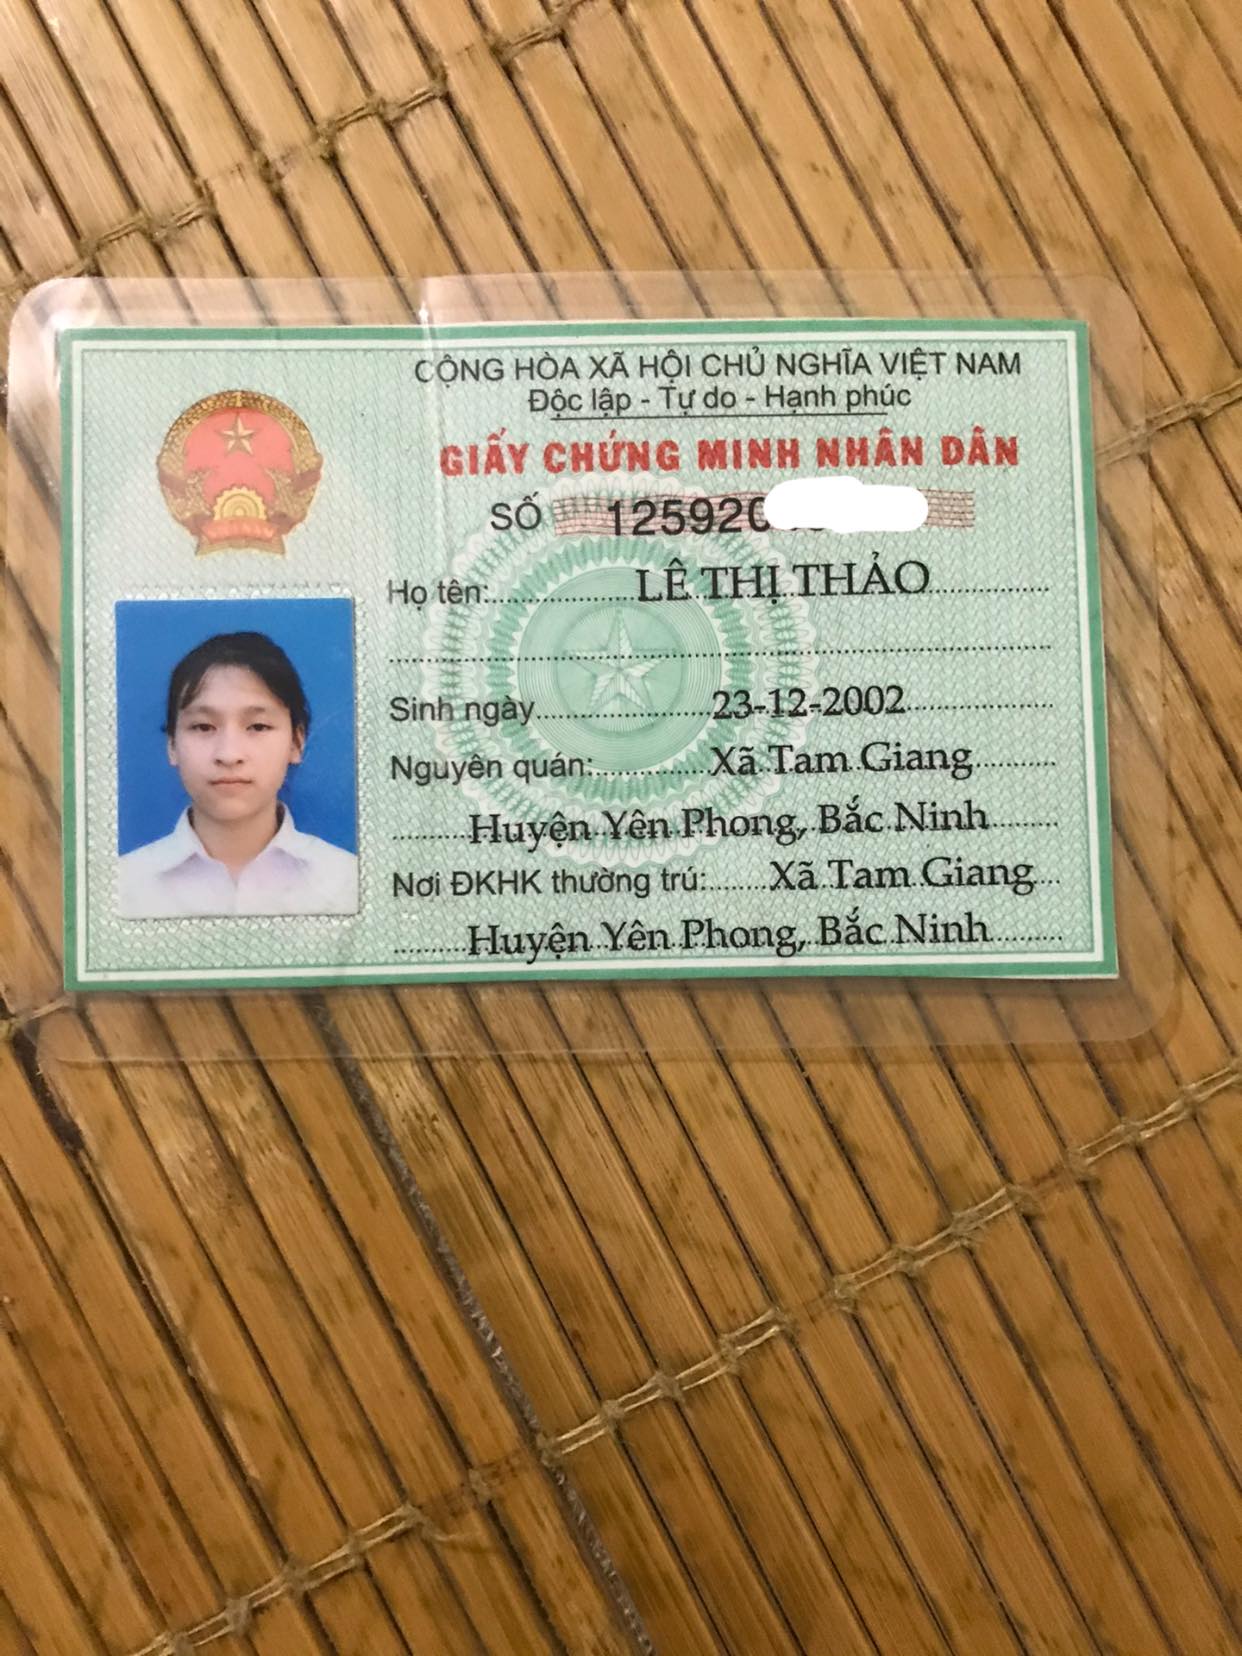 CỘNG HÒA XÃ HỘI CHỦ NGHĨA VIỆT NAM
Độc lập - Tự do - Hạnh phúc
GIẤY CHỨNG MINH NHÂN DÂN
SỐ 125920
Họ tên: LÊ THỊ THẢO
Sinh ngày 23-12-2002
Nguyên quán: Xã Tam Giang
Huyện Yên Phong, Bắc Ninh
Nơi ĐKHK thường trú: Xã Tam Giang
Huyện Yên Phong, Bắc Ninh